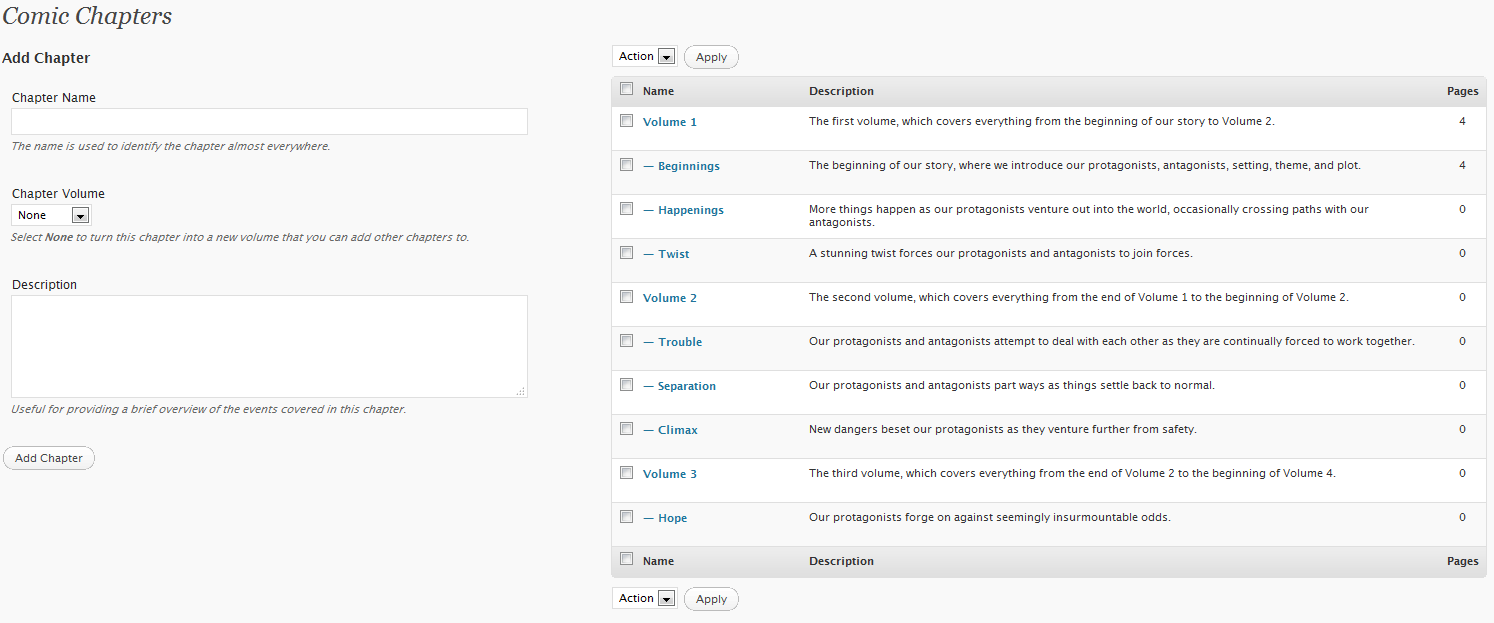 Comic Chapters
Add Chapter
Chapter Name
The name is used to identify the chapter almost everywhere.
Chapter Volume
None
Select None to turn this chapter into a new volume that you can add other chapters to.
Description
Useful for providing a brief overview of the events covered in this chapter.
Add Chapter
Action Apply
Name Description Pages
Volume 1 The first volume, which covers everything from the beginning of our story to Volume 2. 4
— Beginnings The beginning of our story, where we introduce our protagonists, antagonists, setting, theme, and plot. 4
— Happenings More things happen as our protagonists venture out into the world, occasionally crossing paths with our 0
antagonists.
— Twist A stunning twist forces our protagonists and antagonists to join forces. 0
Volume 2 The second volume, which covers everything from the end of Volume 1 to the beginning of Volume 2. 0
— Trouble Our protagonists and antagonists attempt to deal with each other as they are continually forced to work together. 0
— Separation Our protagonists and antagonists part ways as things settle back to normal. 0
— Climax New dangers beset our protagonists as they venture further from safety. 0
Volume 3 The third volume, which covers everything from the end of Volume 2 to the beginning of Volume 4. 0
— Hope Our protagonists forge on against seemingly insurmountable odds. 0
Name Description Pages
Action Apply